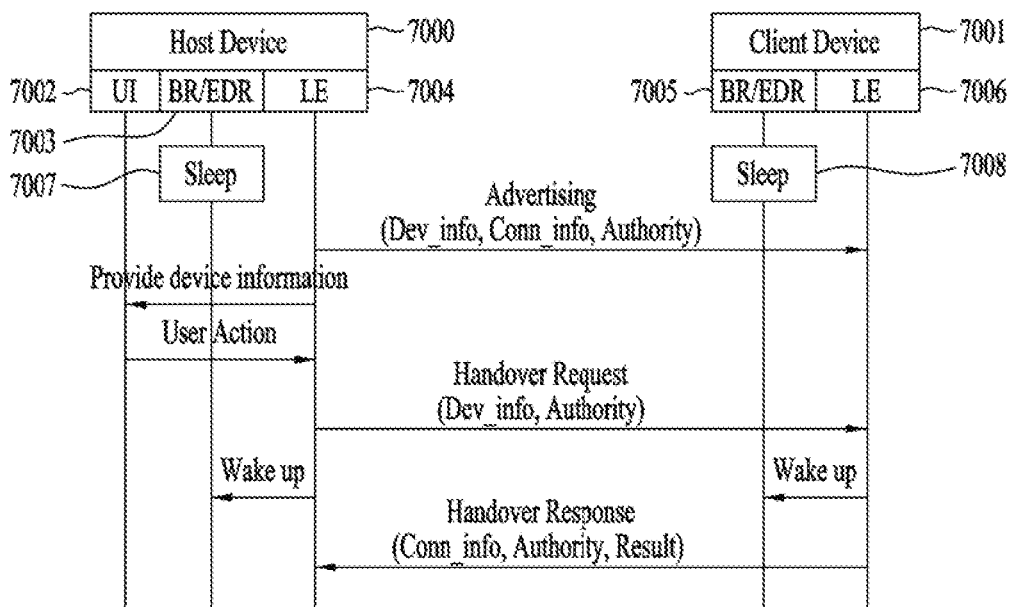 Host Device
7000
Client Device
7001
7002
UI
BR/EDR
LE
7004
7005
BR/EDR
LE
7006
7003
7007
Sleep
Sleep
7008
Advertising
(Dev_info, Conn_info, Authority)
Provide device information
User Action
Handover Request
(Dev_info, Authority)
Wake up
Wake up
Handover Response
(Conn_info, Authority, Result)